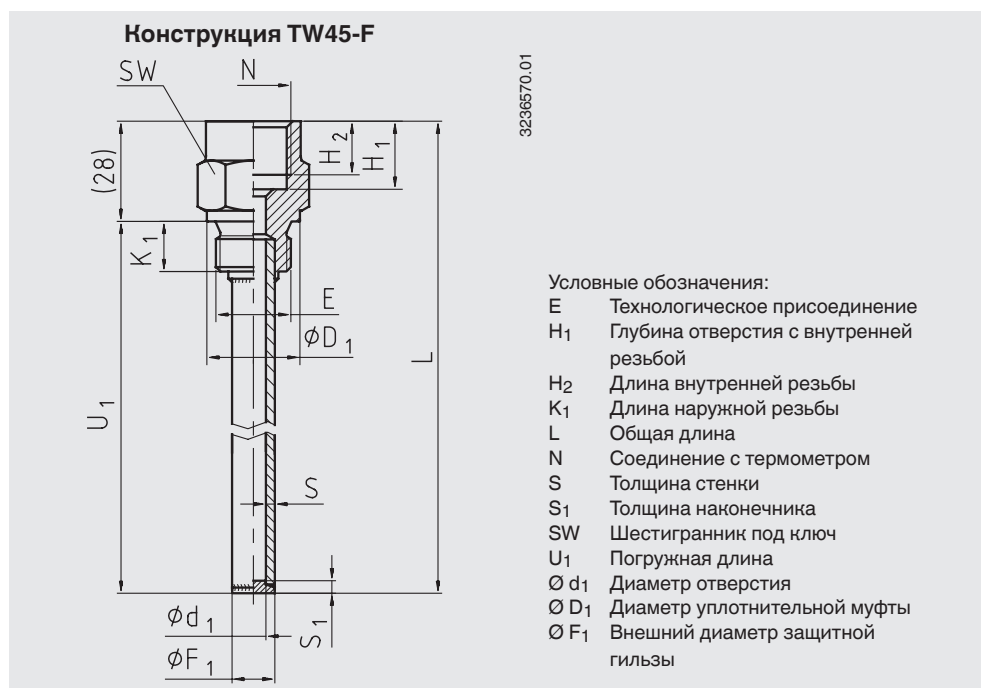 Конструкция TW45-F
3236570.01
SW
N
H2
H1
(28)
K1
E
ØD1
L
U1
S
Ød1
S1
ØF1
Условные обозначения:
E Технологическое присоединение
H1 Глубина отверстия с внутренней
резьбой
H2 Длина внутренней резьбы
K1 Длина наружной резьбы
L Общая длина
N Соединение с термометром
S Толщина стенки
S1 Толщина наконечника
SW Шестигранник под ключ
U1 Погружная длина
Ø d1 Диаметр отверстия
Ø D1 Диаметр уплотнительной муфты
Ø F1 Внешний диаметр защитной
гильзы